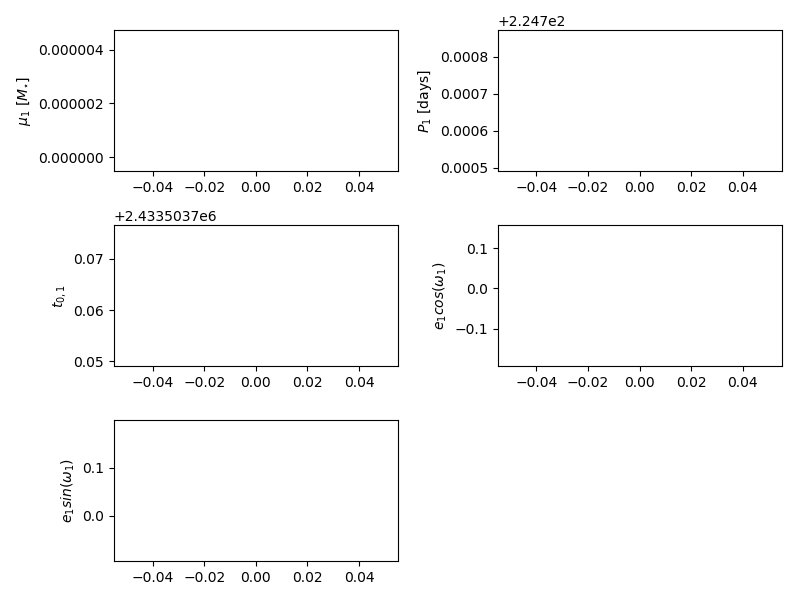 μ₁ [M⋆]
0.000004
0.000002
0.000000
−0.04 −0.02 0.00 0.02 0.04
+2.247e2
P₁ [days]
0.0008
0.0007
0.0006
0.0005
−0.04 −0.02 0.00 0.02 0.04
+2.4335037e6
t₀,₁
0.07
0.06
0.05
−0.04 −0.02 0.00 0.02 0.04
e₁cos(ω₁)
0.1
0.0
−0.1
−0.04 −0.02 0.00 0.02 0.04
e₁sin(ω₁)
0.1
0.0
−0.04 −0.02 0.00 0.02 0.04